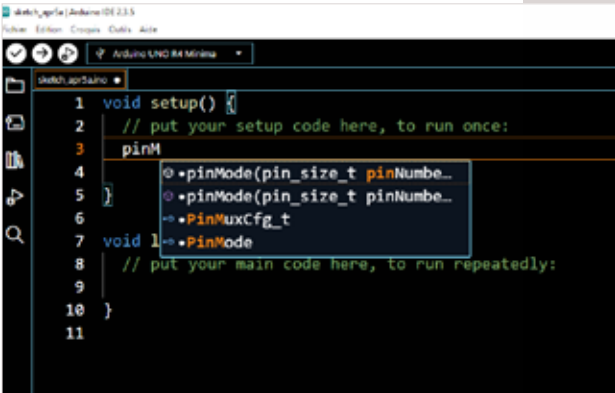 sketch_apr5a | Arduino IDE 2.3.5
Fichier Edition Croquis Outils Aide
Arduino UNO R4 Minima
sketch_apr5a.ino
1 void setup() {
2 // put your setup code here, to run once:
3 pinM
4 pinMode(pin_size_t pinNumbe…
5 } pinMode(pin_size_t pinNumbe…
6 PinMuxCfg_t
7 void l PinMode
8 // put your main code here, to run repeatedly:
9
10 }
11